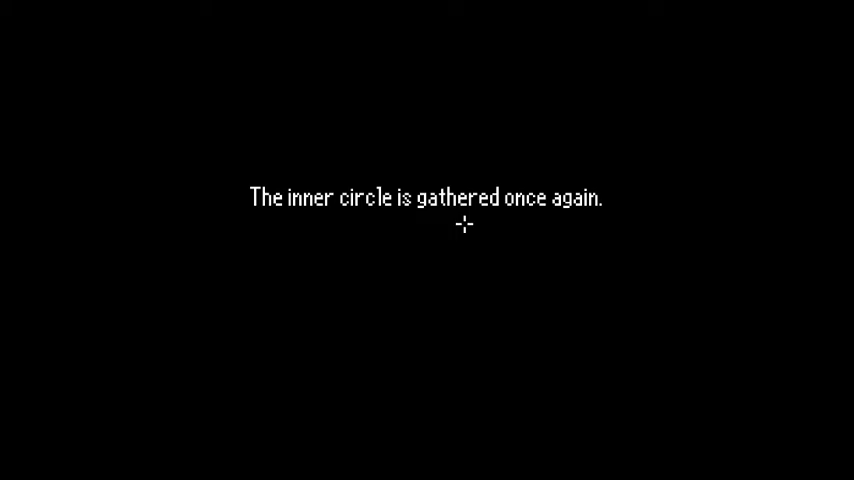 The inner circle is gathered once again.